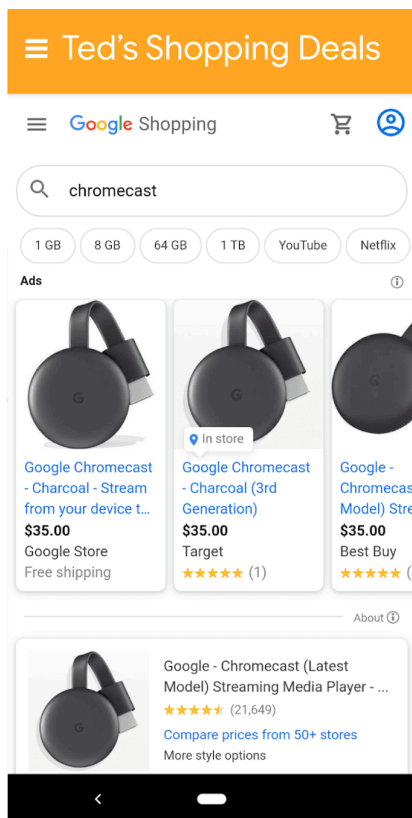 Ted's Shopping Deals
Google Shopping
chromecast
1 GB
8 GB
64 GB
1 TB
YouTube
Netflix
Ads
In store
Google Chromecast
- Charcoal - Stream
from your device t...
$35.00
Google Store
Free shipping
Google Chromecast
- Charcoal (3rd
Generation)
$35.00
Target
(1)
Google -
Chromecas
Model) Stre
$35.00
Best Buy
(
About
Google - Chromecast (Latest
Model) Streaming Media Player - ...
(21,649)
Compare prices from 50+ stores
More style options